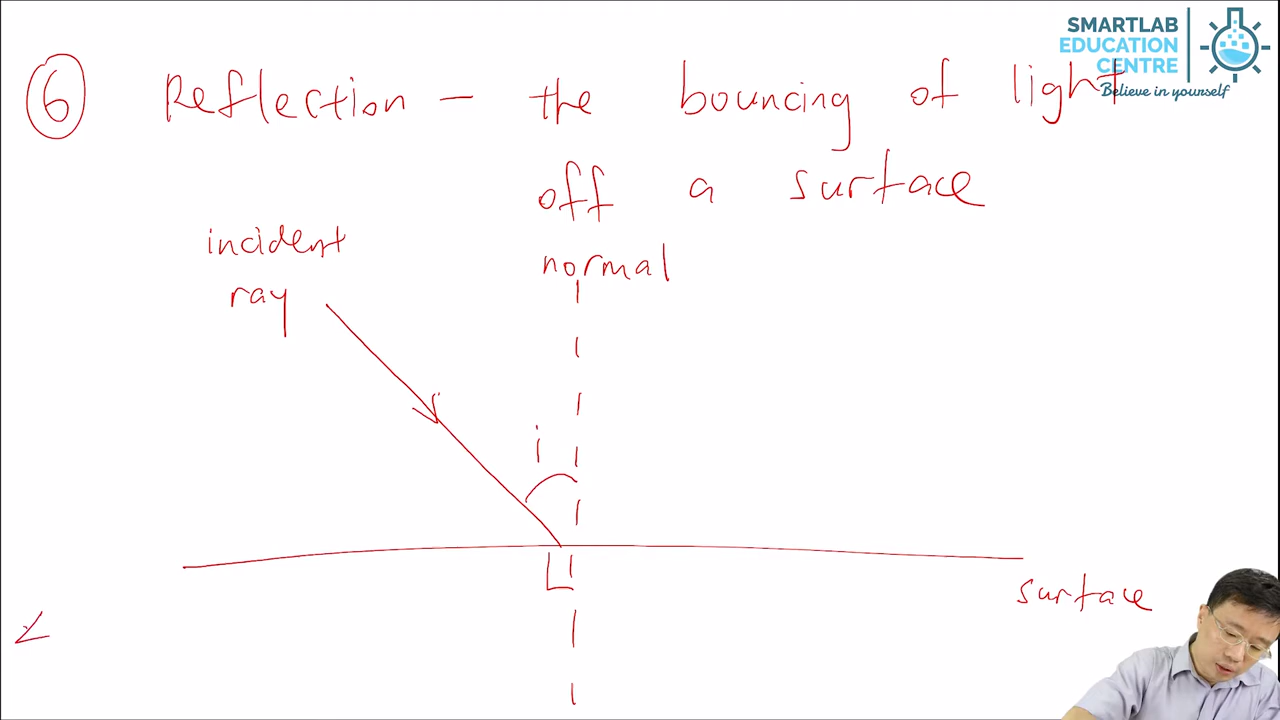 SMARTLAB
EDUCATION
CENTRE
Believe in yourself
6 Reflection - the bouncing of light
off a surface
incident
ray
normal
i
surface
∠